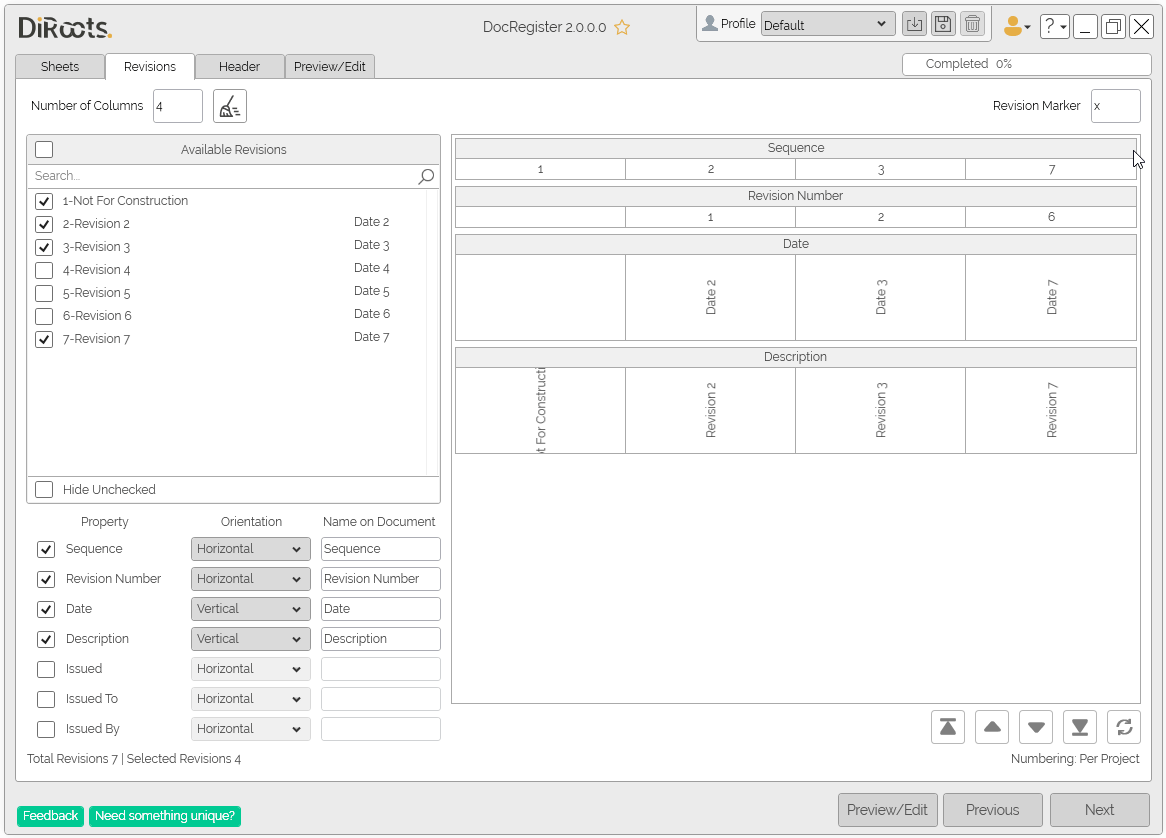 DiRoots.
DocRegister 2.0.0.0
Profile
Default
?
Sheets
Revisions
Header
Preview/Edit
Completed 0%
Number of Columns
4
Revision Marker
x
Available Revisions
Search...
1-Not For Construction
2-Revision 2 Date 2
3-Revision 3 Date 3
4-Revision 4 Date 4
5-Revision 5 Date 5
6-Revision 6 Date 6
7-Revision 7 Date 7
Hide Unchecked
Sequence
1 2 3 7
Revision Number
1 2 6
Date
Date 2 Date 3 Date 7
Description
t For Constructi Revision 2 Revision 3 Revision 7
Property Orientation Name on Document
Sequence Horizontal Sequence
Revision Number Horizontal Revision Number
Date Vertical Date
Description Vertical Description
Issued Horizontal
Issued To Horizontal
Issued By Horizontal
Total Revisions 7 | Selected Revisions 4
Numbering: Per Project
Feedback
Need something unique?
Preview/Edit
Previous
Next